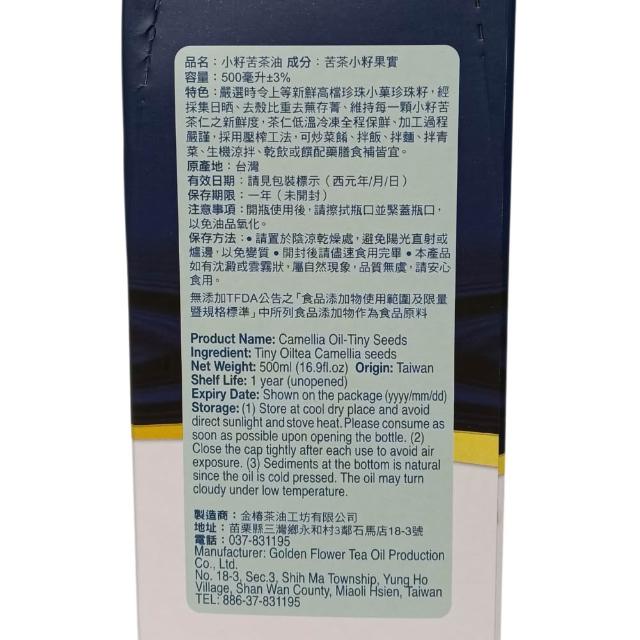 品名：小籽苦茶油 成分：苦茶小籽果實
容量：500毫升±3%
特色：嚴選時令上等新鮮高檔珍珠小菓珍珠籽，經
採集日晒、去殼比重去蕪存菁、維持每一顆小籽苦
茶仁之新鮮度，茶仁低溫冷凍全程保鮮、加工過程
嚴謹，採用壓榨工法，可炒菜餚、拌飯、拌麵、拌青
菜、生機涼拌、乾飲或饌配藥膳食補皆宜。
原產地：台灣
有效日期：請見包裝標示（西元年/月/日）
保存期限：一年（未開封）
注意事項：開瓶使用後，請擦拭瓶口並緊蓋瓶口，
以免油品氧化。
保存方法：●請置於陰涼乾燥處，避免陽光直射或
爐邊，以免變質 ●開封後請儘速食用完畢 ●本產品
如有沈澱或雲霧狀，屬自然現象，品質無虞，請安心
食用。
無添加TFDA公告之「食品添加物使用範圍及限量
暨規格標準」中所列食品添加物作為食品原料
Product Name: Camellia Oil-Tiny Seeds
Ingredient: Tiny Oiltea Camellia seeds
Net Weight: 500ml (16.9fl.oz) Origin: Taiwan
Shelf Life: 1 year (unopened)
Expiry Date: Shown on the package (yyyy/mm/dd)
Storage: (1) Store at cool dry place and avoid
direct sunlight and stove heat. Please consume as
soon as possible upon opening the bottle. (2)
Close the cap tightly after each use to avoid air
exposure. (3) Sediments at the bottom is natural
since the oil is cold pressed. The oil may turn
cloudy under low temperature.
製造商：金椿茶油工坊有限公司
地址：苗栗縣三灣鄉永和村3鄰石馬店18-3號
電話：037-831195
Manufacturer: Golden Flower Tea Oil Production
Co., Ltd.
No. 18-3, Sec.3, Shih Ma Township, Yung Ho
Village, Shan Wan County, Miaoli Hsien, Taiwan
TEL: 886-37-831195